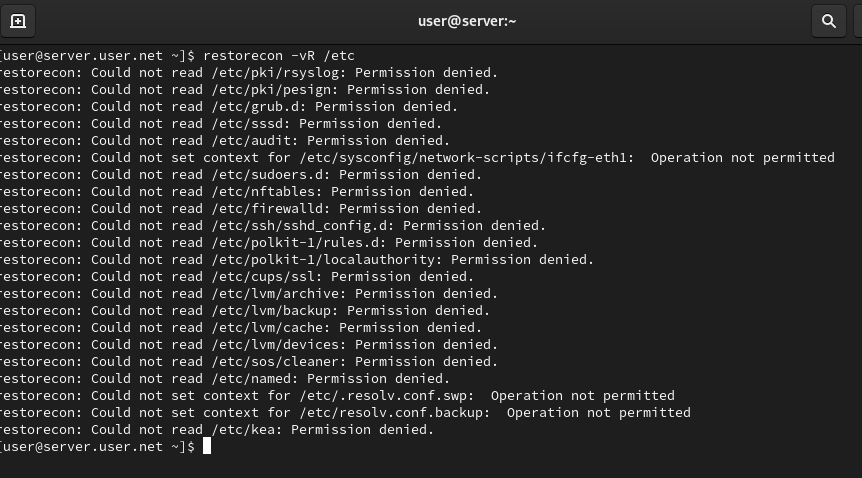 user@server:~
[user@server.user.net ~]$ restorecon -vR /etc
restorecon: Could not read /etc/pki/rsyslog: Permission denied.
restorecon: Could not read /etc/pki/pesign: Permission denied.
restorecon: Could not read /etc/grub.d: Permission denied.
restorecon: Could not read /etc/sssd: Permission denied.
restorecon: Could not read /etc/audit: Permission denied.
restorecon: Could not set context for /etc/sysconfig/network-scripts/ifcfg-eth1:  Operation not permitted
restorecon: Could not read /etc/sudoers.d: Permission denied.
restorecon: Could not read /etc/nftables: Permission denied.
restorecon: Could not read /etc/firewalld: Permission denied.
restorecon: Could not read /etc/ssh/sshd_config.d: Permission denied.
restorecon: Could not read /etc/polkit-1/rules.d: Permission denied.
restorecon: Could not read /etc/polkit-1/localauthority: Permission denied.
restorecon: Could not read /etc/cups/ssl: Permission denied.
restorecon: Could not read /etc/lvm/archive: Permission denied.
restorecon: Could not read /etc/lvm/backup: Permission denied.
restorecon: Could not read /etc/lvm/cache: Permission denied.
restorecon: Could not read /etc/lvm/devices: Permission denied.
restorecon: Could not read /etc/sos/cleaner: Permission denied.
restorecon: Could not read /etc/named: Permission denied.
restorecon: Could not set context for /etc/.resolv.conf.swp:  Operation not permitted
restorecon: Could not set context for /etc/resolv.conf.backup:  Operation not permitted
restorecon: Could not read /etc/kea: Permission denied.
[user@server.user.net ~]$